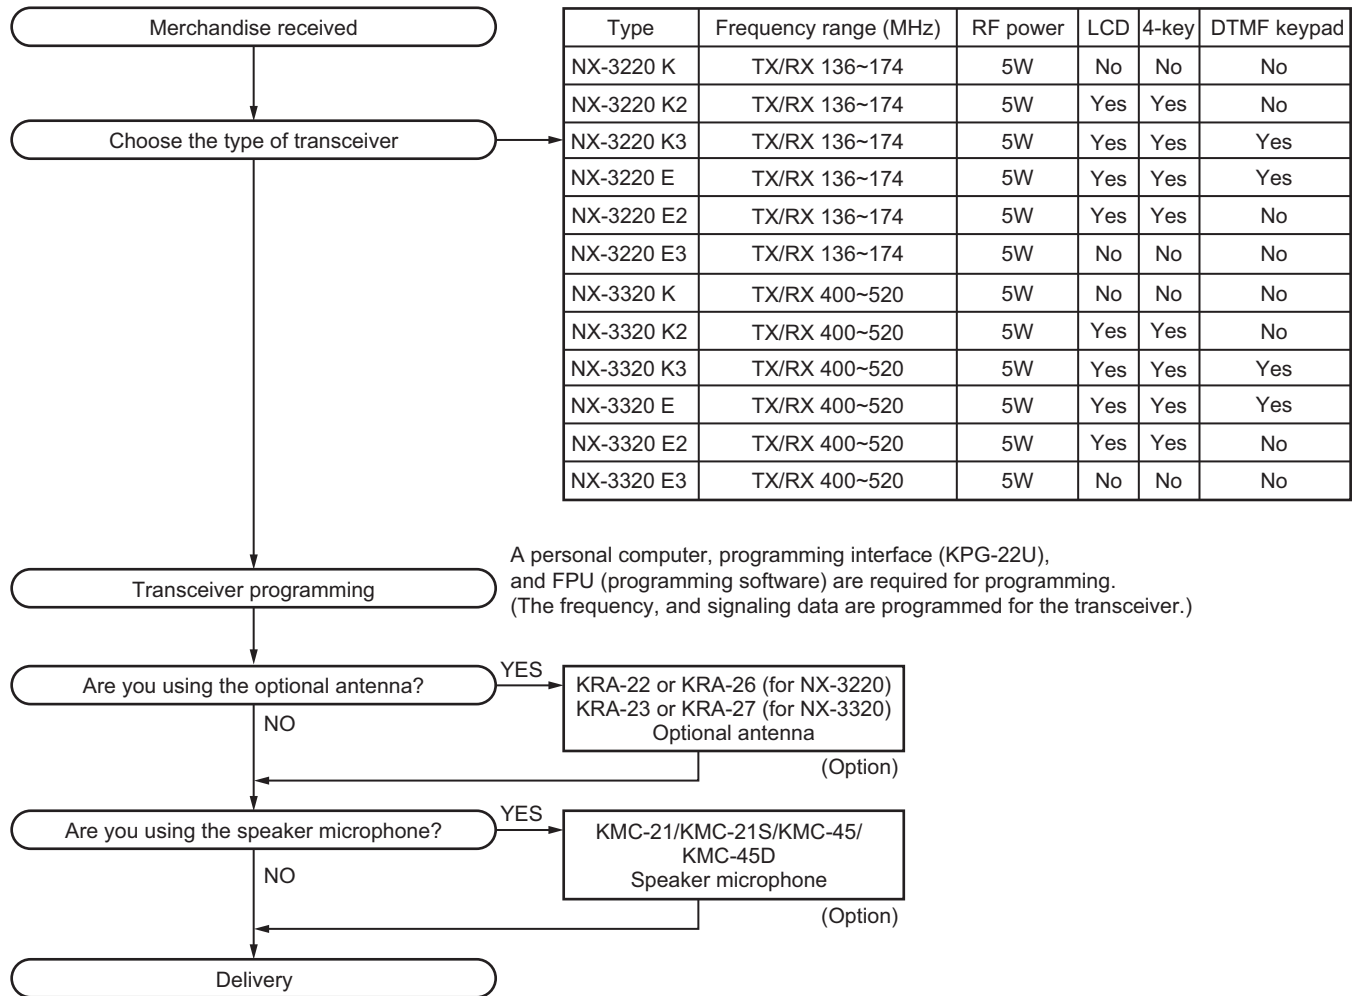 Merchandise received
Choose the type of transceiver
Type Frequency range (MHz) RF power LCD 4-key DTMF keypad
NX-3220 K TX/RX 136~174 5W No No No
NX-3220 K2 TX/RX 136~174 5W Yes Yes No
NX-3220 K3 TX/RX 136~174 5W Yes Yes Yes
NX-3220 E TX/RX 136~174 5W Yes Yes Yes
NX-3220 E2 TX/RX 136~174 5W Yes Yes No
NX-3220 E3 TX/RX 136~174 5W No No No
NX-3320 K TX/RX 400~520 5W No No No
NX-3320 K2 TX/RX 400~520 5W Yes Yes No
NX-3320 K3 TX/RX 400~520 5W Yes Yes Yes
NX-3320 E TX/RX 400~520 5W Yes Yes Yes
NX-3320 E2 TX/RX 400~520 5W Yes Yes No
NX-3320 E3 TX/RX 400~520 5W No No No
Transceiver programming
A personal computer, programming interface (KPG-22U),
and FPU (programming software) are required for programming.
(The frequency, and signaling data are programmed for the transceiver.)
Are you using the optional antenna?
YES
KRA-22 or KRA-26 (for NX-3220)
KRA-23 or KRA-27 (for NX-3320)
Optional antenna
(Option)
NO
Are you using the speaker microphone?
YES
KMC-21/KMC-21S/KMC-45/
KMC-45D
Speaker microphone
(Option)
NO
Delivery